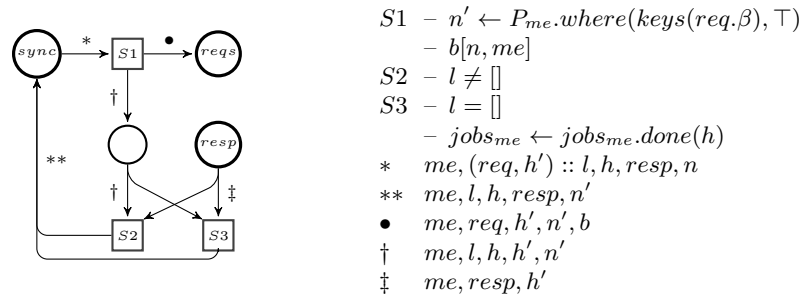 sync
*
S1
•
reqs
†
**
resp
†
‡
S2
S3
S1 – n′ ← P_me.where(keys(req.β), ⊤)
– b[n, me]
S2 – l ≠ []
S3 – l = []
– jobs_me ← jobs_me.done(h)
* me, (req, h′) :: l, h, resp, n
** me, l, h, resp, n′
• me, req, h′, n′, b
† me, l, h, h′, n′
‡ me, resp, h′